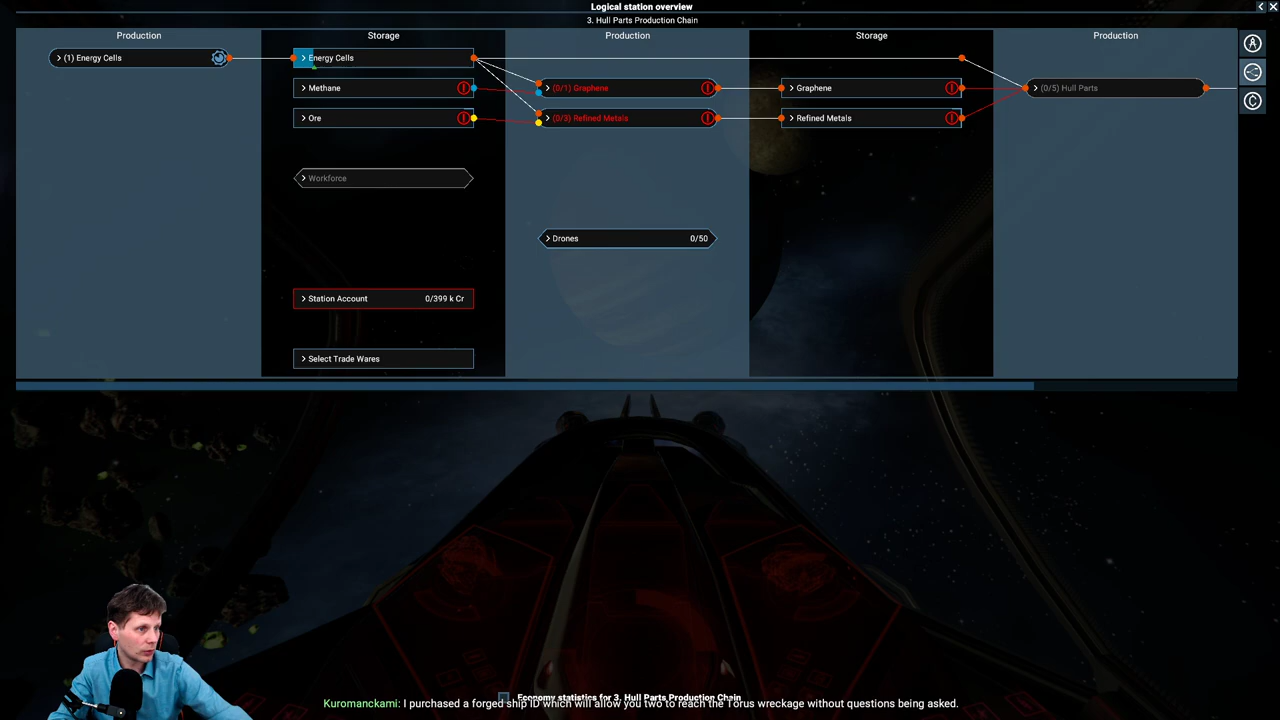 Logical station overview
3. Hull Parts Production Chain
Production Storage Production Storage Production
(1) Energy Cells
Energy Cells
Methane
(0/1) Graphene
Graphene
(0/5) Hull Parts
Ore
(0/3) Refined Metals
Refined Metals
Workforce
Drones 0/50
Station Account 0/399 k Cr
Select Trade Wares
Economy statistics for 3. Hull Parts Production Chain
Kuromanckami: I purchased a forged ship ID which will allow you two to reach the Torus wreckage without questions being asked.